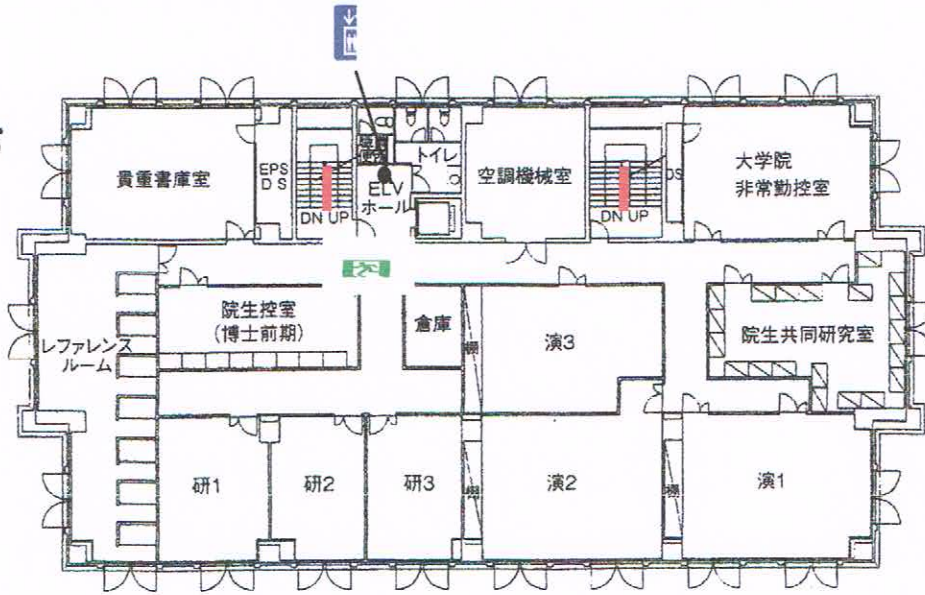 貴重書庫室
EPS
DS
DN UP
ELV
ホール
トイレ
空調機械室
DN UP
DS
大学院
非常勤控室
レファレンス
ルーム
院生控室
(博士前期)
倉庫
棚
演3
院生共同研究室
研1
研2
研3
棚
演2
棚
演1